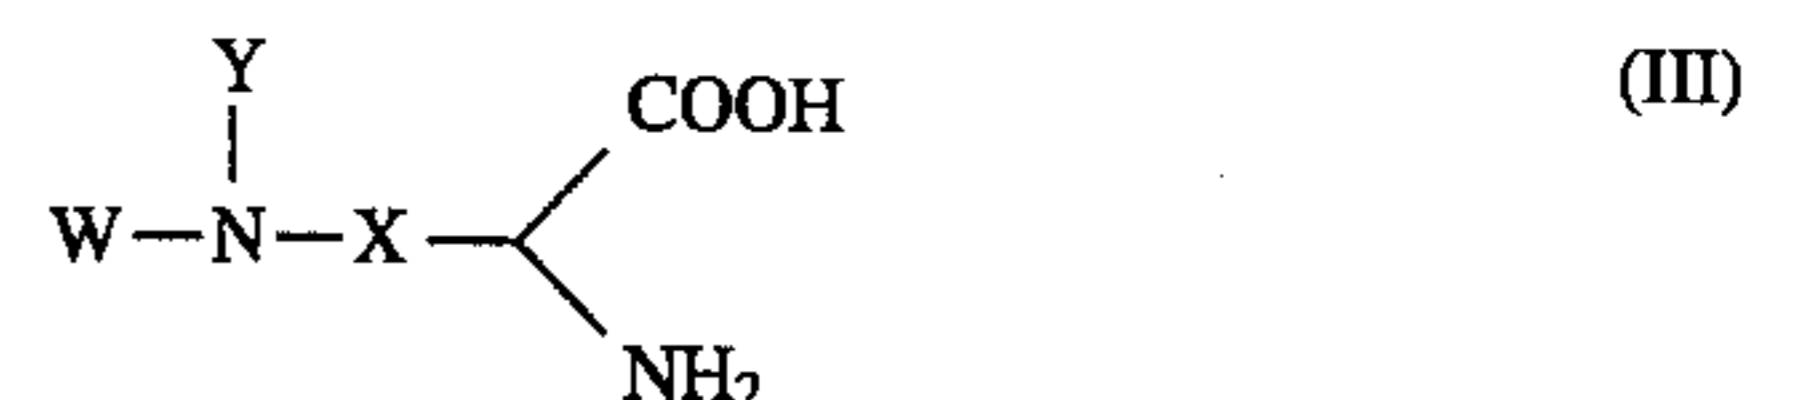 Y
COOH
(III)
W—N—X
NH₂